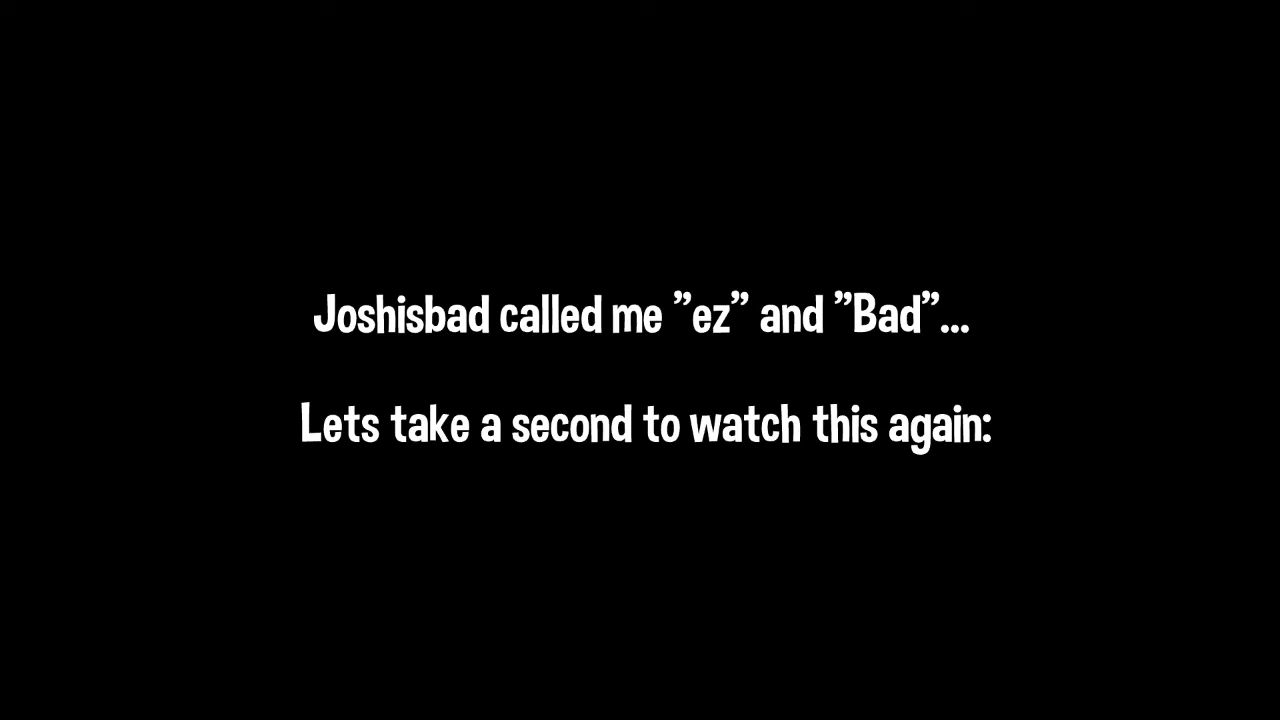 Joshisbad called me ”ez” and ”Bad”...
Lets take a second to watch this again: